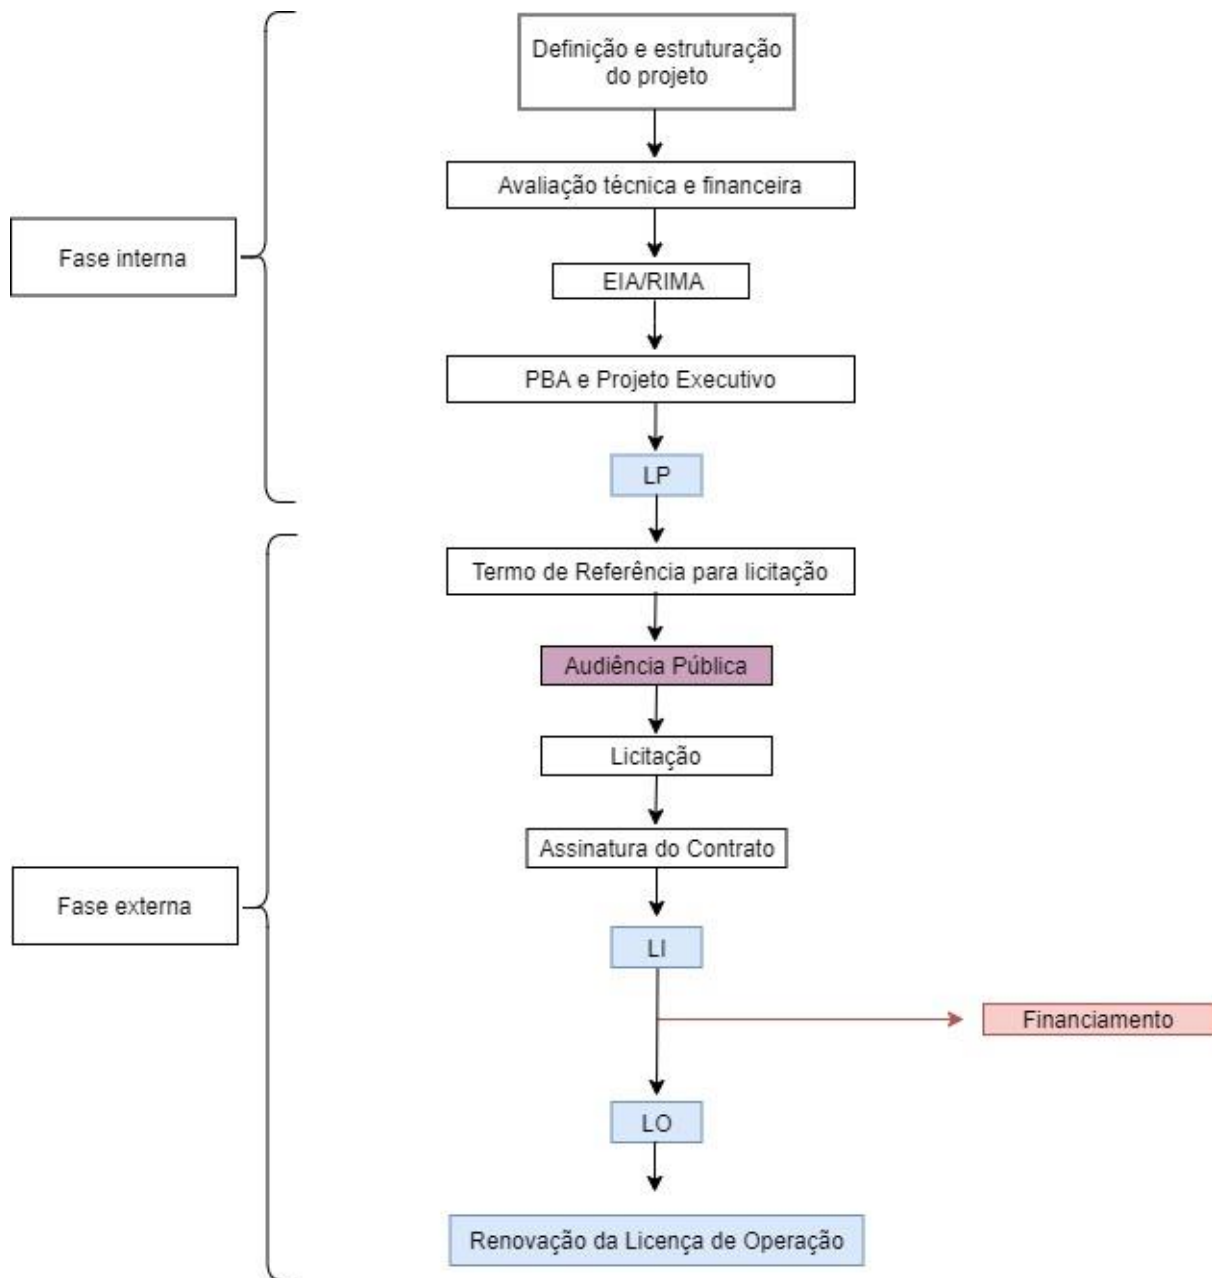 Definição e estruturação
do projeto
Avaliação técnica e financeira
Fase interna
EIA/RIMA
PBA e Projeto Executivo
LP
Termo de Referência para licitação
Audiência Pública
Licitação
Assinatura do Contrato
Fase externa
LI
Financiamento
LO
Renovação da Licença de Operação